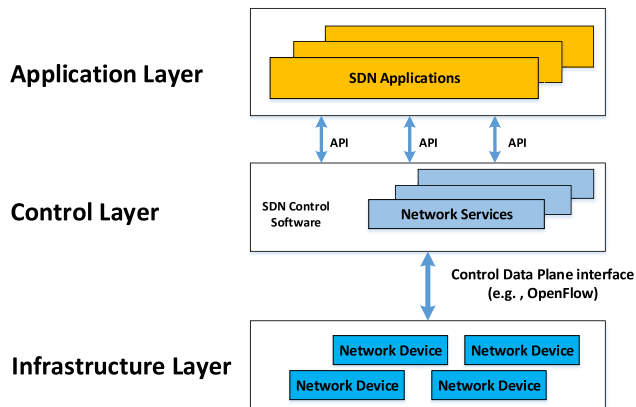 Application Layer
SDN Applications
API API API
Control Layer
SDN Control
Software
Network Services
Control Data Plane interface
(e.g. , OpenFlow)
Infrastructure Layer
Network Device Network Device
Network Device Network Device